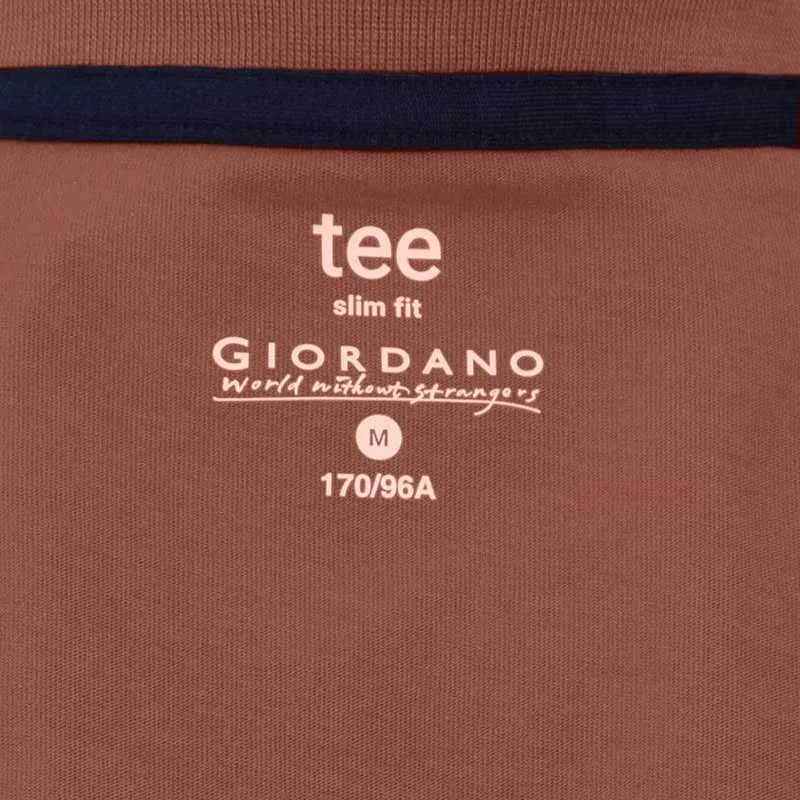 tee
slim fit
GIORDANO
World without strangers
M
170/96A